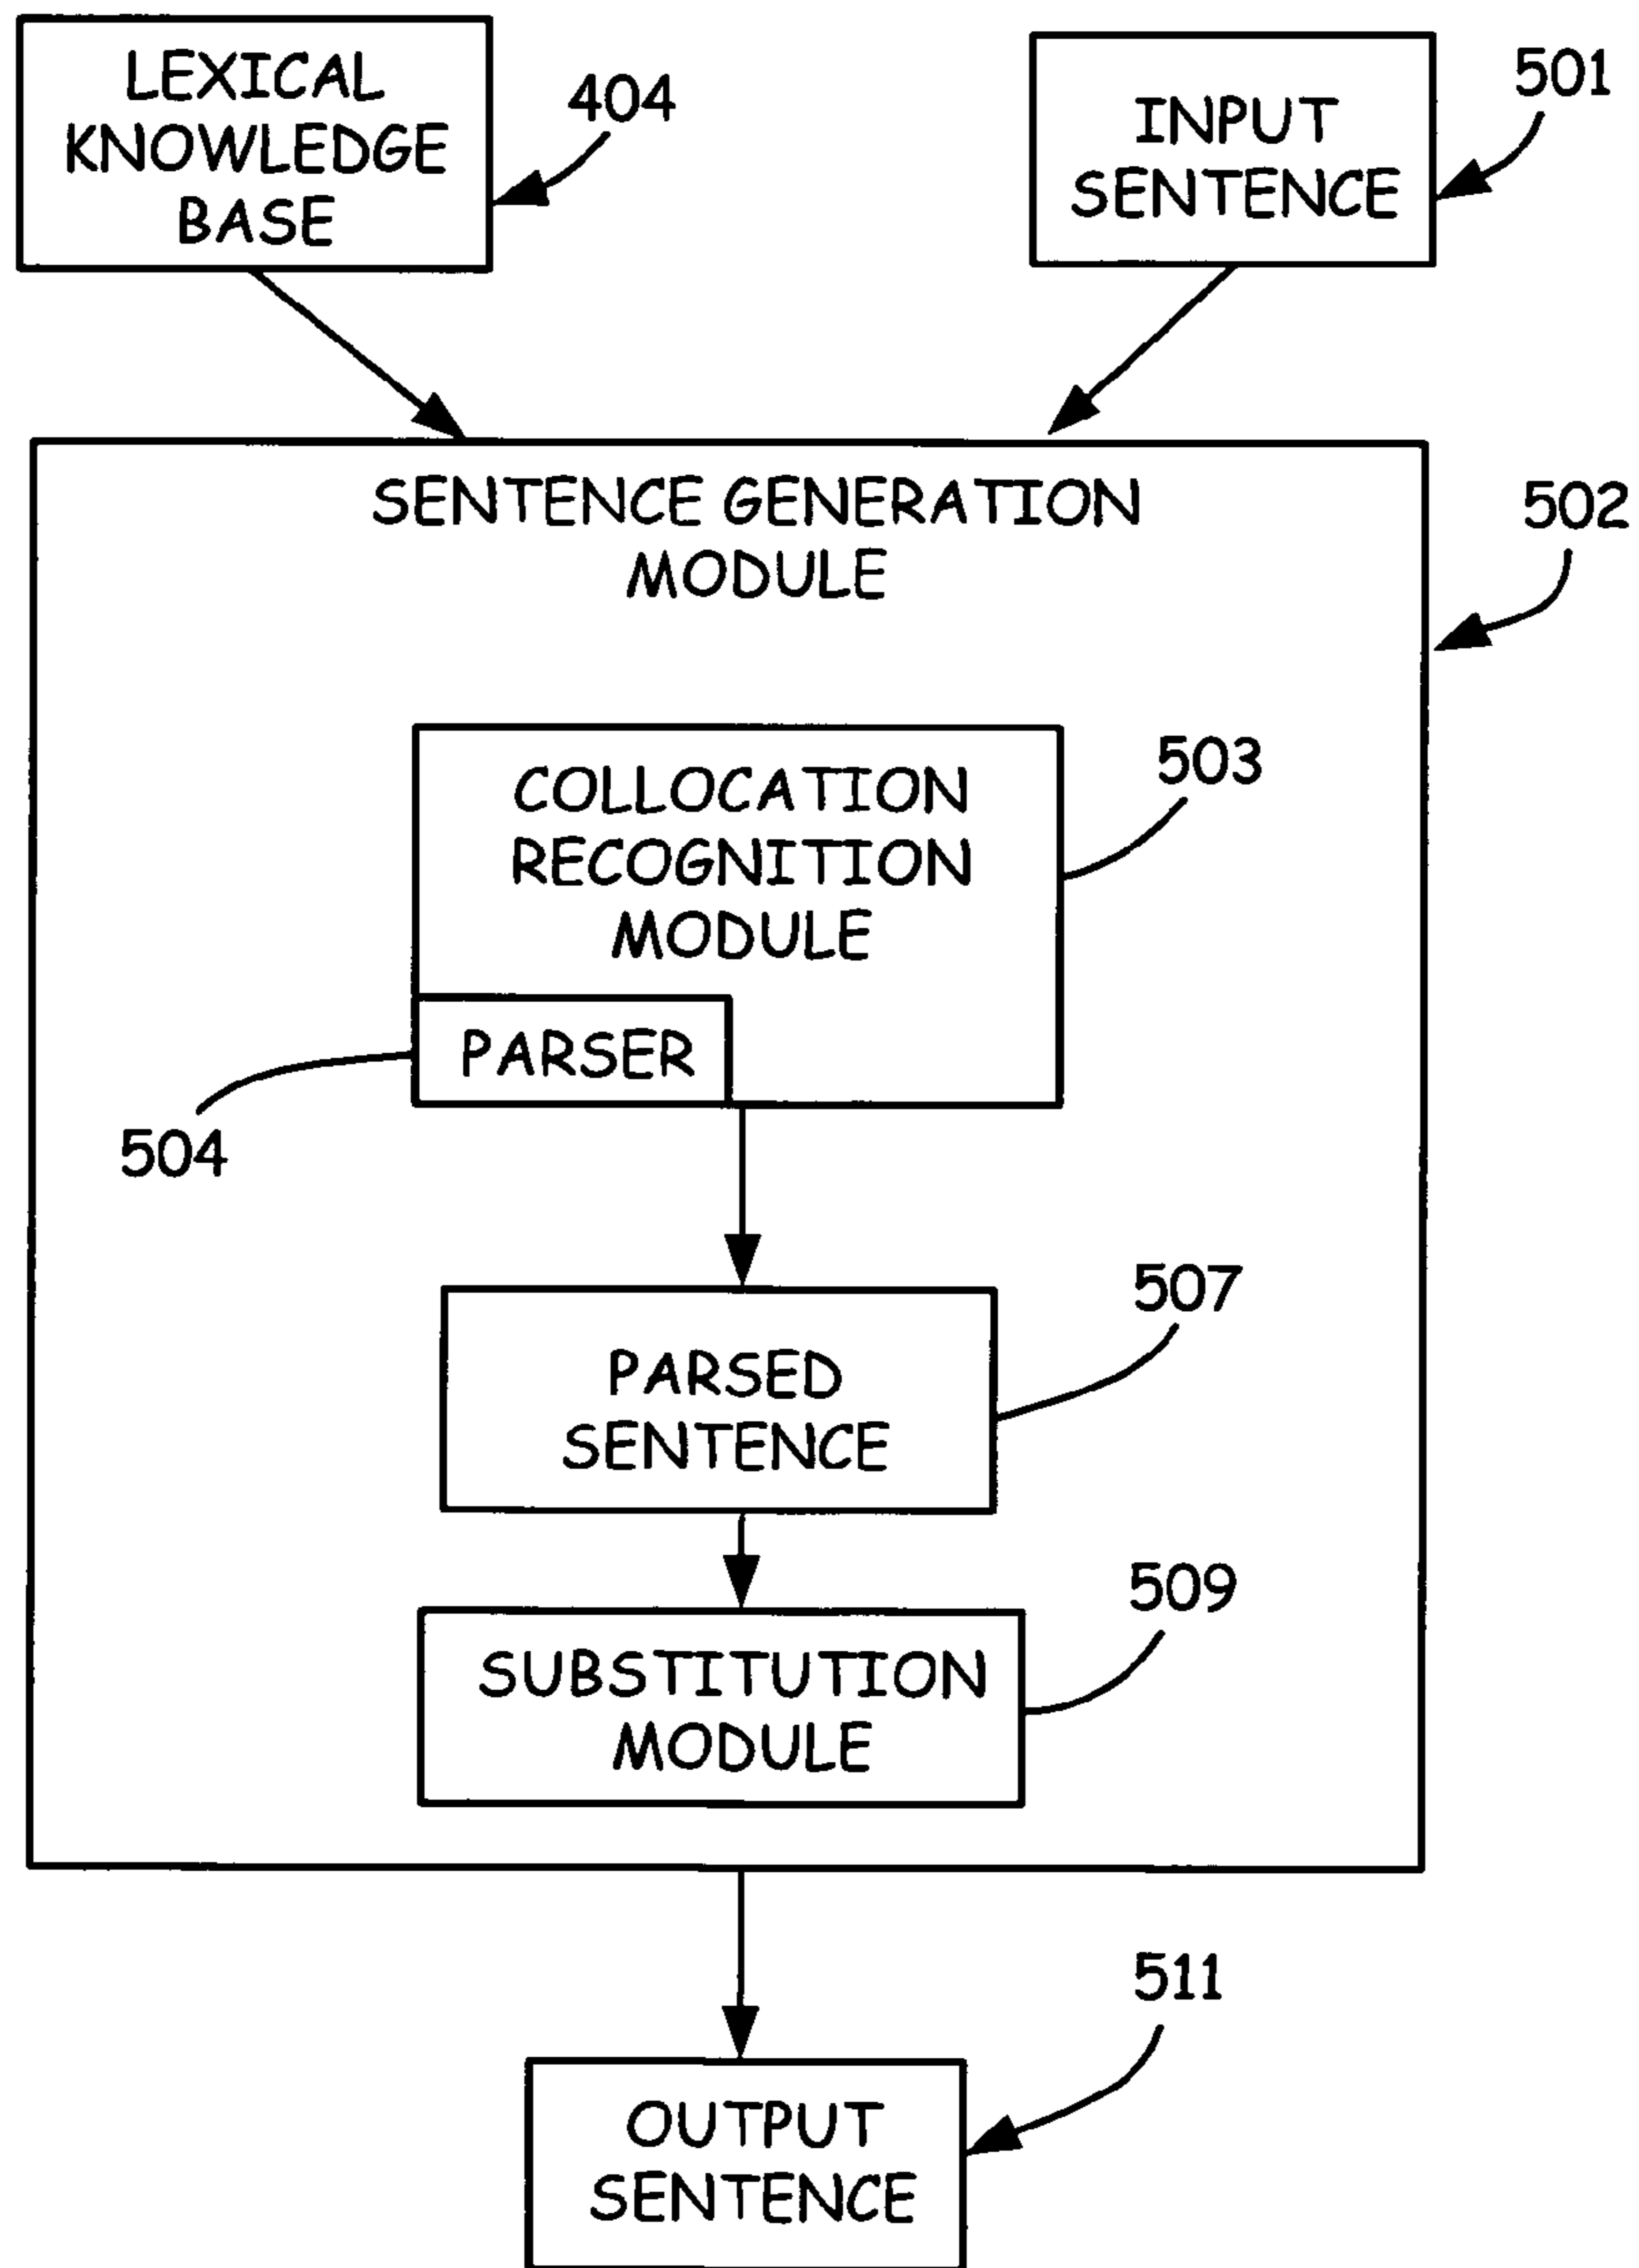 LEXICAL
KNOWLEDGE
BASE
404
INPUT
SENTENCE
501
SENTENCE GENERATION
MODULE
502
COLLOCATION
RECOGNITION
MODULE
503
PARSER
504
PARSED
SENTENCE
507
SUBSTITUTION
MODULE
509
OUTPUT
SENTENCE
511